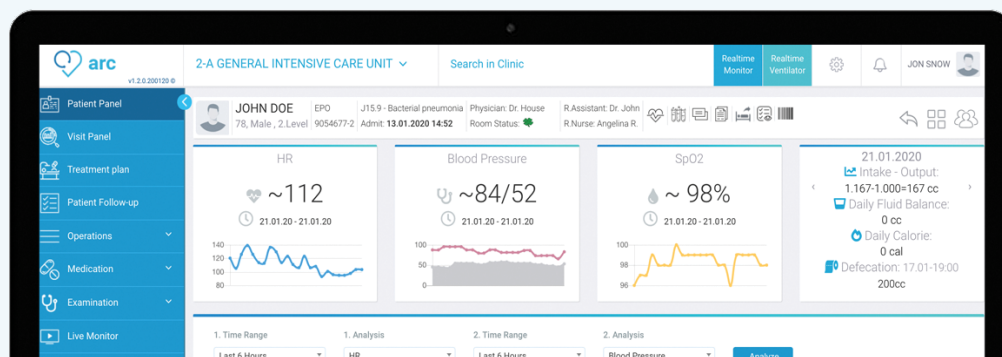 arc
v1.2.0.200120 ©
2-A GENERAL INTENSIVE CARE UNIT
Search in Clinic
Realtime
Monitor
Realtime
Ventilator
JON SNOW
Patient Panel
Visit Panel
Treatment plan
Patient Follow-up
Operations
Medication
Examination
Live Monitor
JOHN DOE
78, Male , 2.Level
EPO
9054677-2
J15.9 - Bacterial pneumonia
Admit: 13.01.2020 14:52
Physician: Dr. House
Room Status:
R.Assistant: Dr. John
R.Nurse: Angelina R.
HR
~112
21.01.20 - 21.01.20
140
120
100
80
Blood Pressure
~84/52
21.01.20 - 21.01.20
100
50
0
SpO2
~ 98%
21.01.20 - 21.01.20
100
98
96
21.01.2020
Intake - Output:
1.167-1.000=167 cc
Daily Fluid Balance:
0 cc
Daily Calorie:
0 cal
Defecation: 17.01-19:00
200cc
1. Time Range
Last 6 Hours
1. Analysis
HR
2. Time Range
Last 6 Hours
2. Analysis
Blood Pressure
Analyze